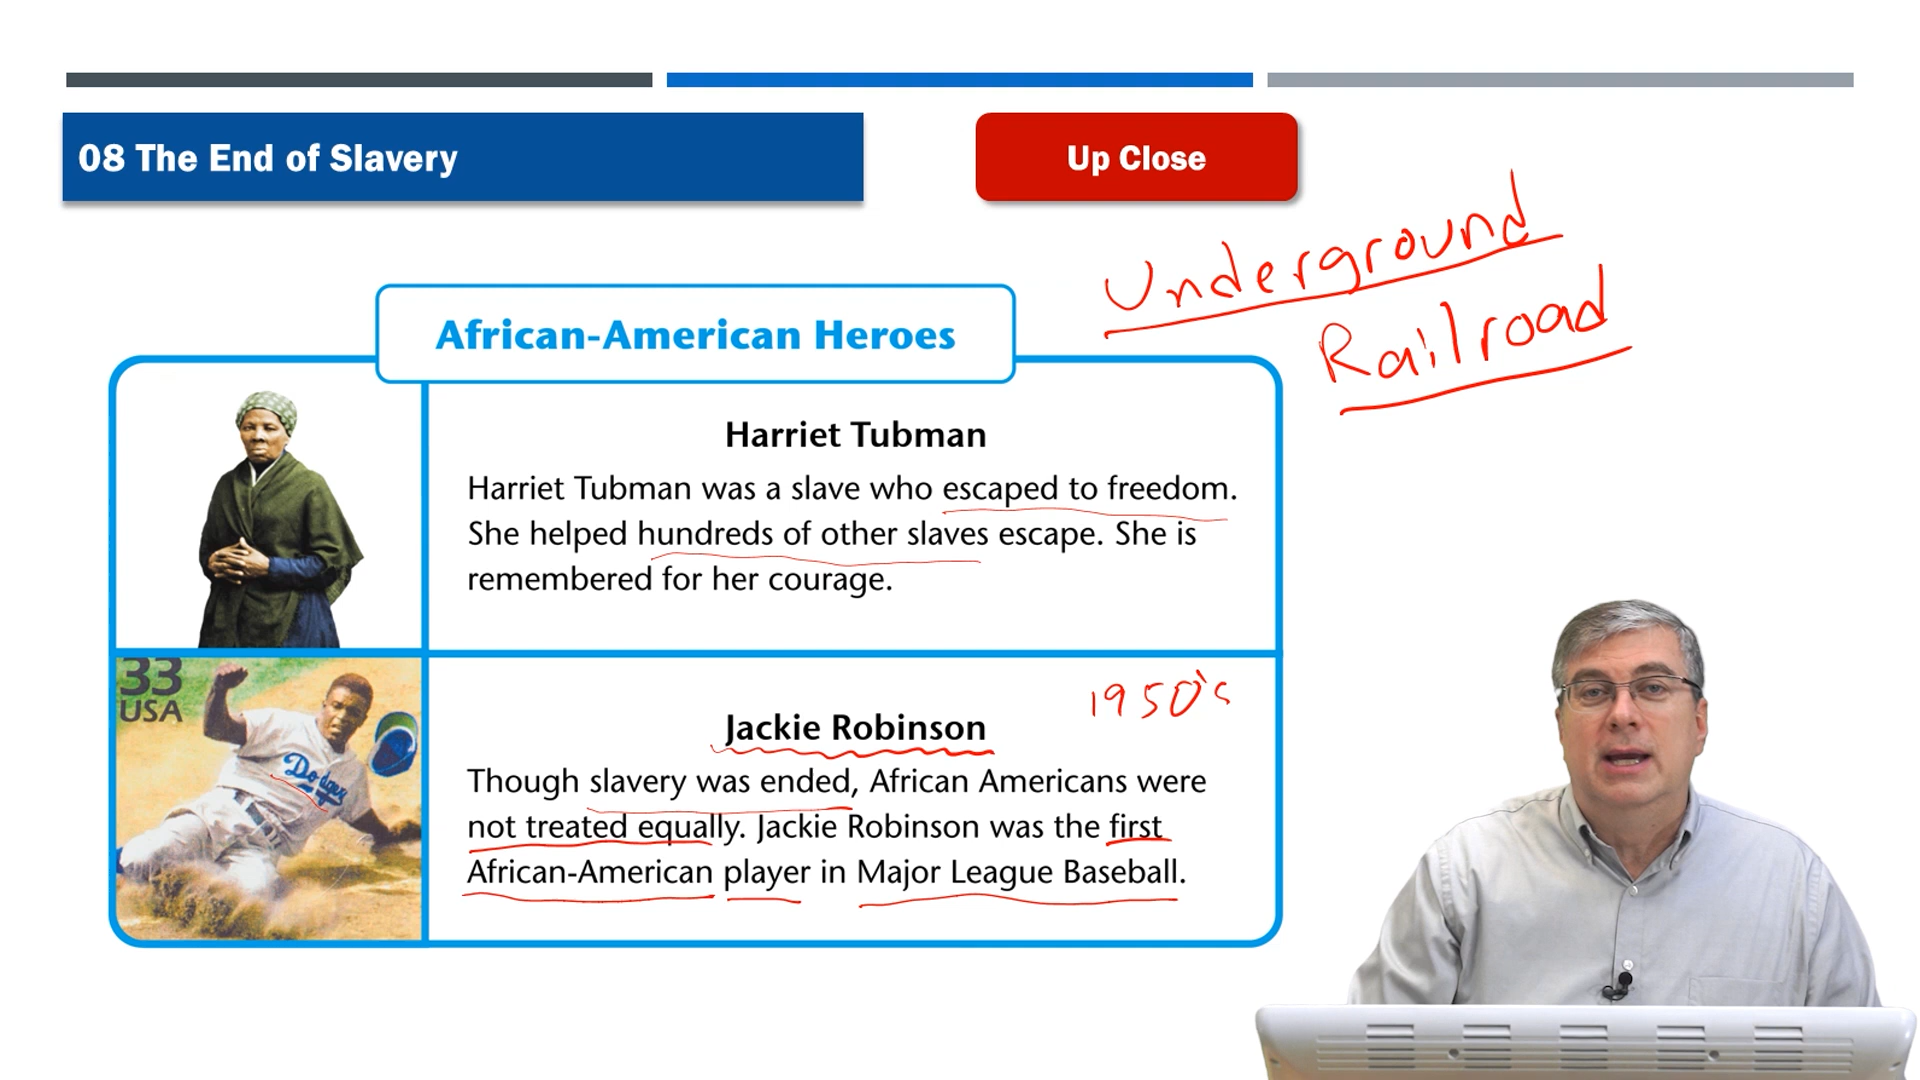 08 The End of Slavery
Up Close
Underground
Railroad
African-American Heroes
Harriet Tubman
Harriet Tubman was a slave who escaped to freedom.
She helped hundreds of other slaves escape. She is
remembered for her courage.
33
USA
Dodgers
1950's
Jackie Robinson
Though slavery was ended, African Americans were
not treated equally. Jackie Robinson was the first
African-American player in Major League Baseball.